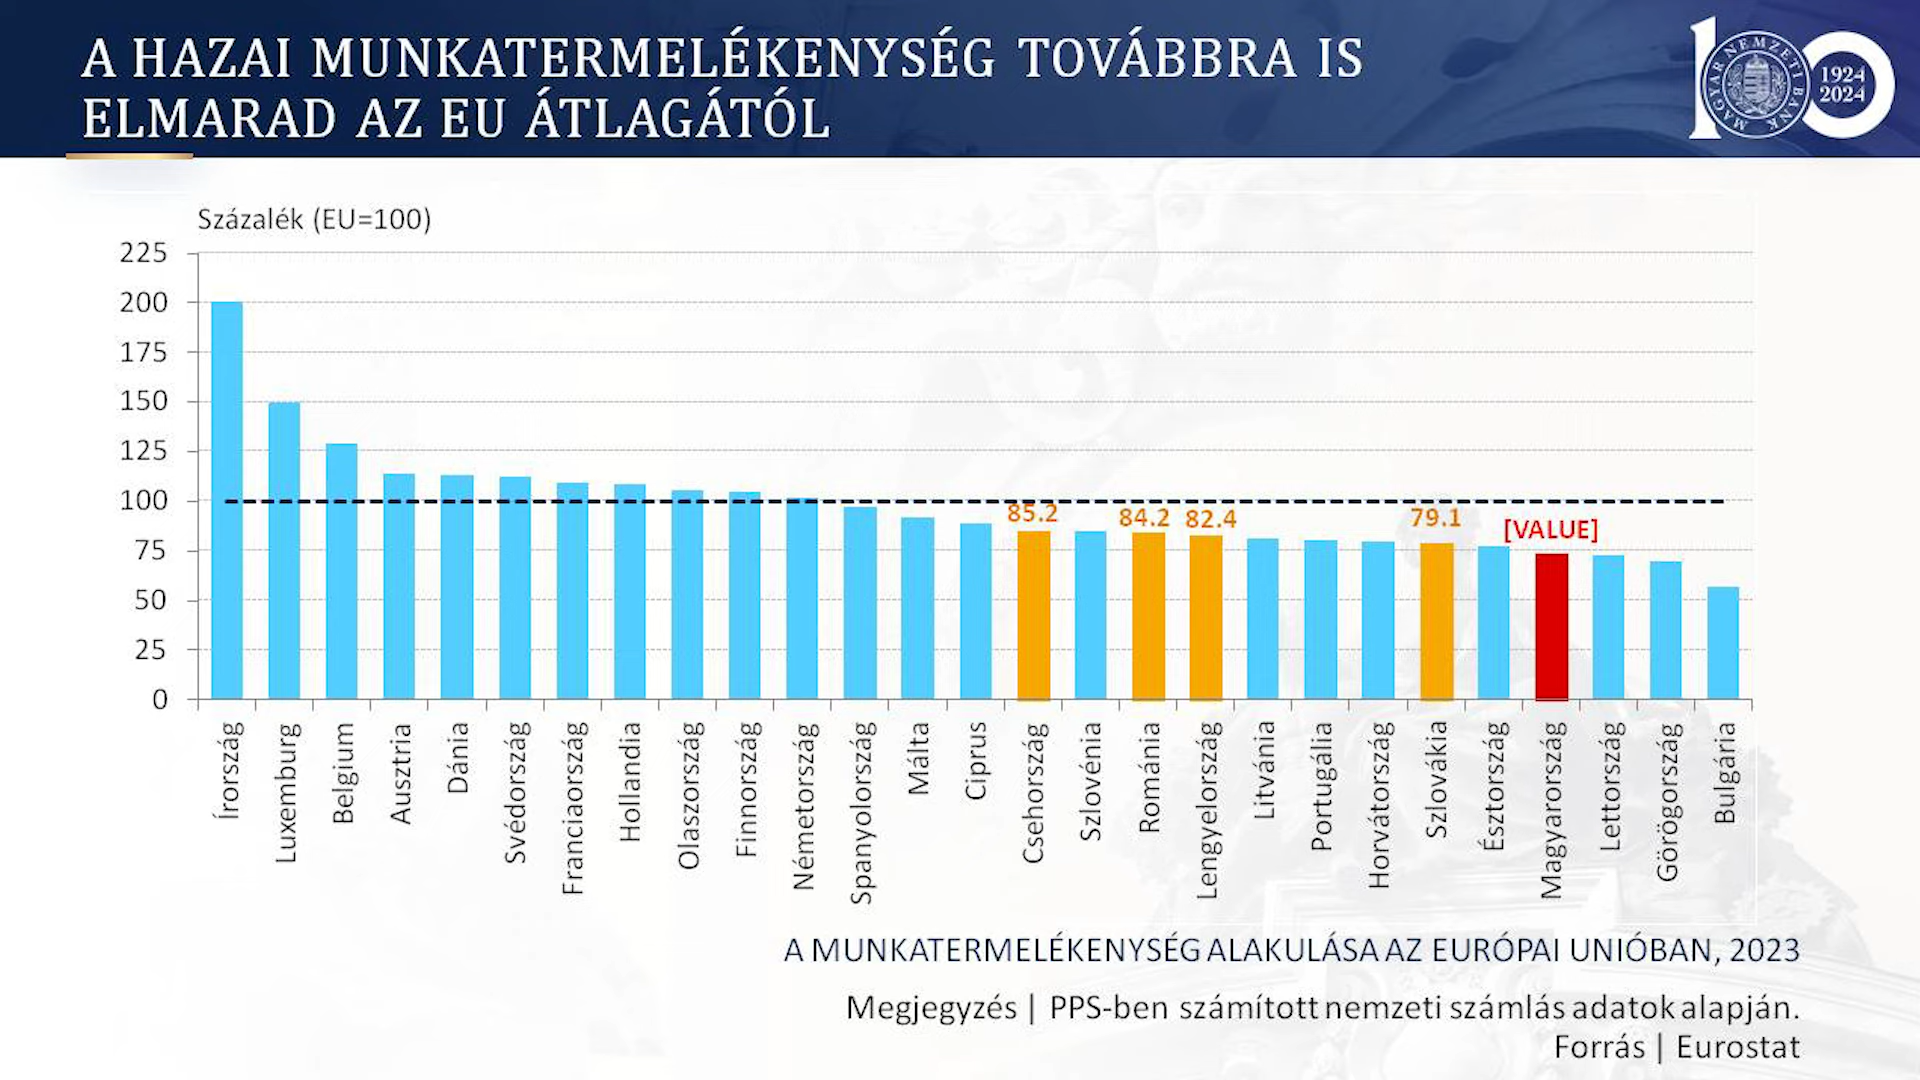 A HAZAI MUNKATERMELÉKENYSÉG TOVÁBBRA IS
ELMARAD AZ EU ÁTLAGÁTÓL
MAGYAR NEMZETI BANK
1924
2024
Százalék (EU=100)
225
200
175
150
125
100
75
50
25
0
85.2
84.2
82.4
79.1
[VALUE]
Írország
Luxemburg
Belgium
Ausztria
Dánia
Svédország
Franciaország
Hollandia
Olaszország
Finnország
Németország
Spanyolország
Málta
Ciprus
Csehország
Szlovénia
Románia
Lengyelország
Litvánia
Portugália
Horvátország
Szlovákia
Észtország
Magyarország
Lettország
Görögország
Bulgária
A MUNKATERMELÉKENYSÉG ALAKULÁSA AZ EURÓPAI UNIÓBAN, 2023
Megjegyzés | PPS-ben számított nemzeti számlás adatok alapján.
Forrás | Eurostat